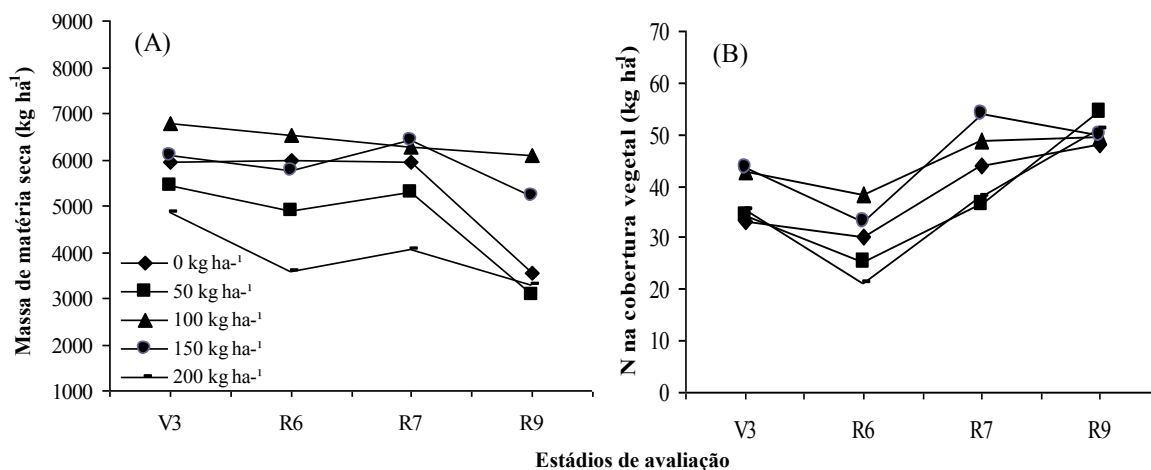 (A)
Massa de matéria seca (kg ha-¹)
9000
8000
7000
6000
5000
4000
3000
2000
1000
0 kg ha-¹
50 kg ha-¹
100 kg ha-¹
150 kg ha-¹
200 kg ha-¹
V3 R6 R7 R9
(B)
N na cobertura vegetal (kg ha-¹)
70
60
50
40
30
20
10
0
V3 R6 R7 R9
Estádios de avaliação